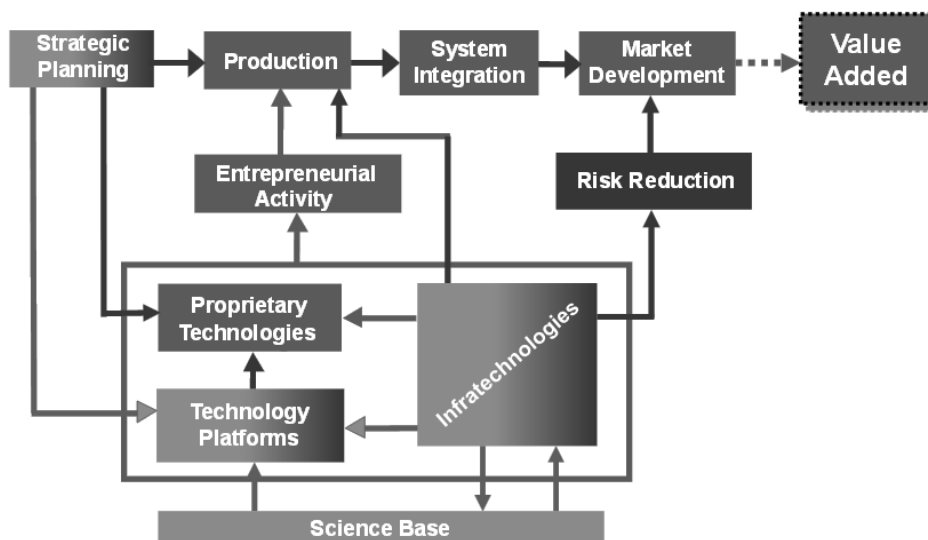 Strategic
Planning
Production
System
Integration
Market
Development
Value
Added
Entrepreneurial
Activity
Risk Reduction
Proprietary
Technologies
Infratechnologies
Technology
Platforms
Science Base